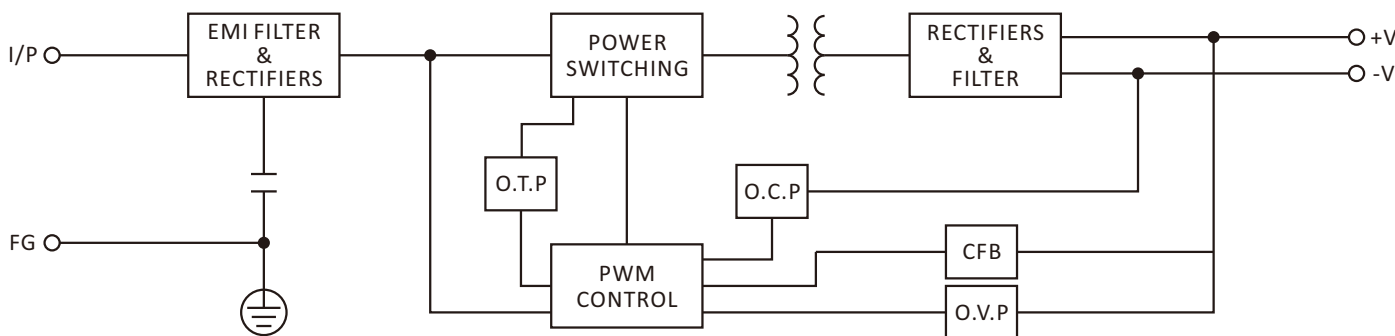 I/P
EMI FILTER
&
RECTIFIERS
POWER
SWITCHING
RECTIFIERS
&
FILTER
+V
-V
O.T.P
O.C.P
FG
PWM
CONTROL
CFB
O.V.P